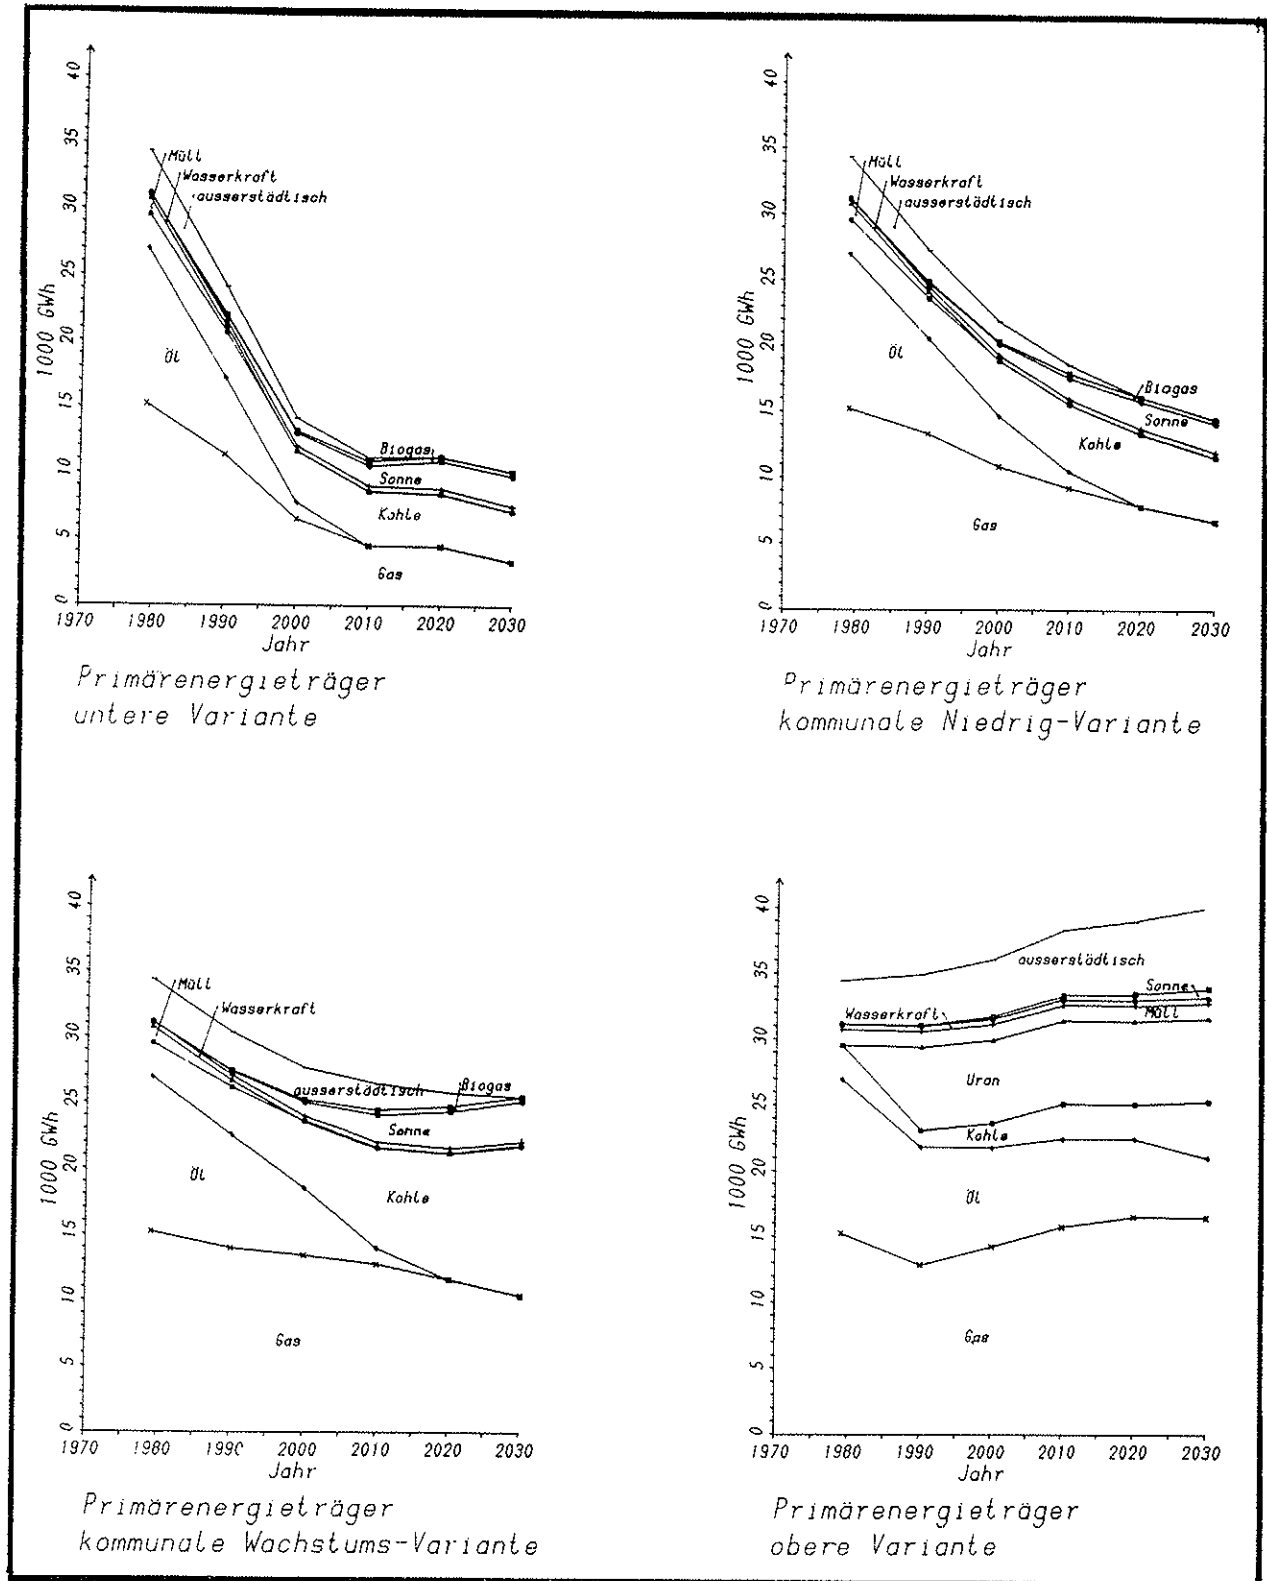 40
35
30
25
20
15
10
5
0
1000 GWh
Müll
Wasserkraft
ausserstädtisch
Öl
Biogas
Sonne
Kohle
Gas
1970 1980 1990 2000 2010 2020 2030
Jahr
Primärenergieträger
untere Variante
40
35
30
25
20
15
10
5
0
1000 GWh
Müll
Wasserkraft
ausserstädtisch
Öl
Biogas
Sonne
Kohle
Gas
1970 1980 1990 2000 2010 2020 2030
Jahr
Primärenergieträger
kommunale Niedrig-Variante
40
35
30
25
20
15
10
5
0
1000 GWh
Müll
Wasserkraft
ausserstädtisch
Biogas
Sonne
Öl
Kohle
Gas
1970 1980 1990 2000 2010 2020 2030
Jahr
Primärenergieträger
kommunale Wachstums-Variante
40
35
30
25
20
15
10
5
0
1000 GWh
ausserstädtisch
Sonne
Wasserkraft
Müll
Uran
Kohle
Öl
Gas
1970 1980 1990 2000 2010 2020 2030
Jahr
Primärenergieträger
obere Variante